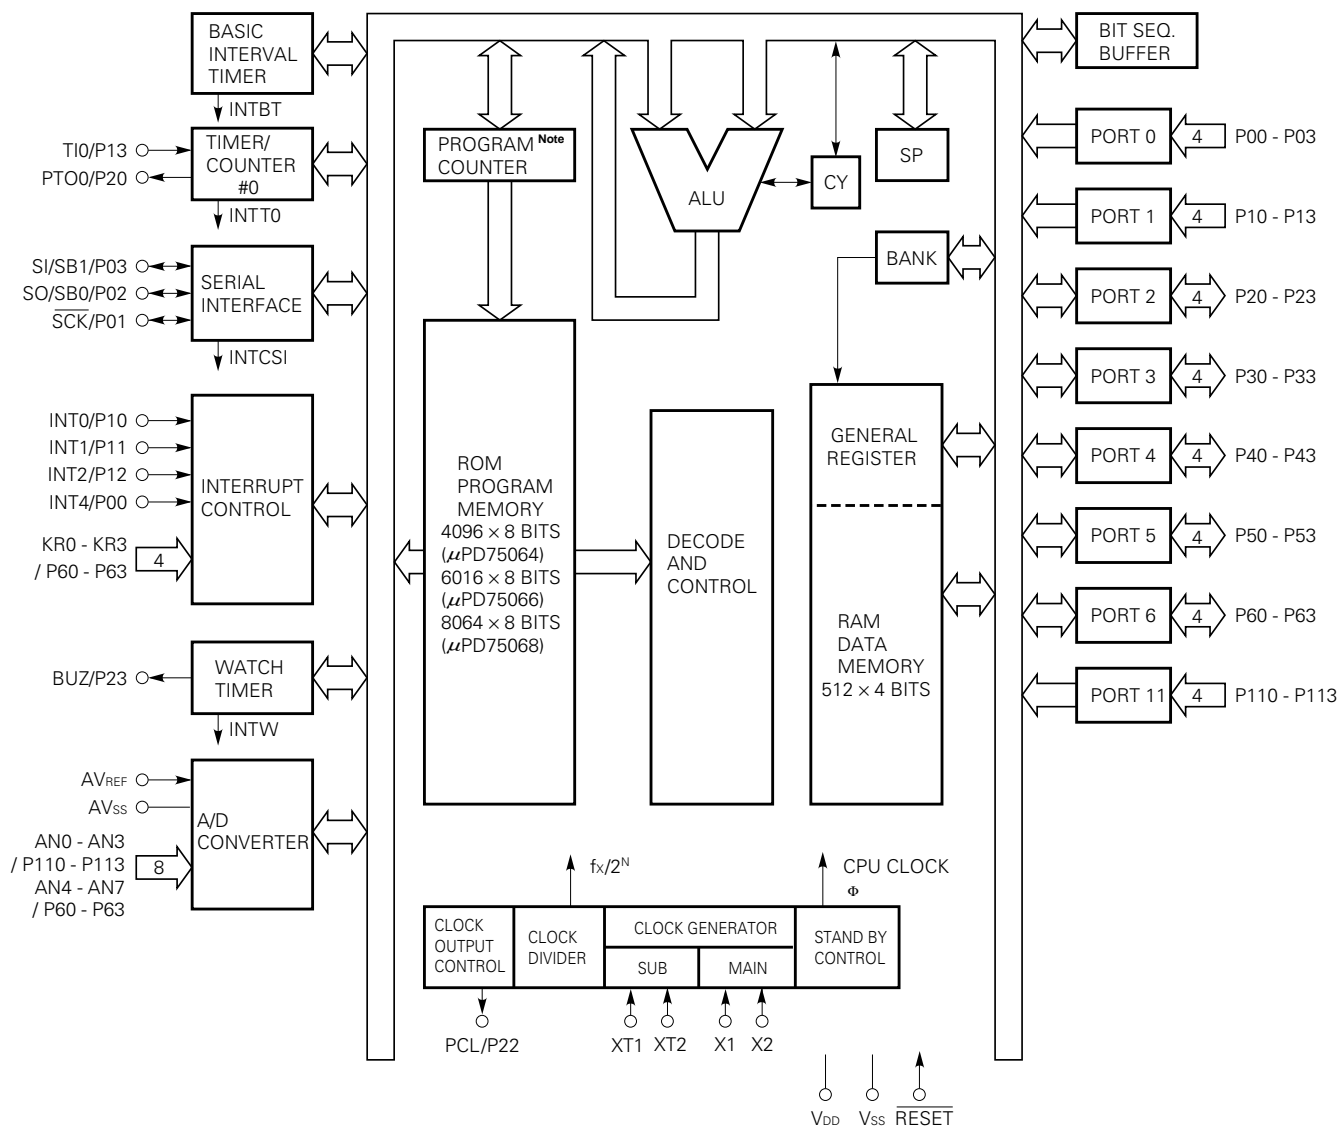 BASIC
INTERVAL
TIMER
INTBT
TI0/P13
PTO0/P20
TIMER/
COUNTER
#0
INTT0
SI/SB1/P03
SO/SB0/P02
SCK/P01
SERIAL
INTERFACE
INTCSI
INT0/P10
INT1/P11
INT2/P12
INT4/P00
KR0 - KR3
/ P60 - P63
4
INTERRUPT
CONTROL
BUZ/P23
WATCH
TIMER
INTW
AVREF
AVSS
AN0 - AN3
/ P110 - P113
AN4 - AN7
/ P60 - P63
8
A/D
CONVERTER
PROGRAM Note
COUNTER
ALU
CY
SP
BANK
ROM
PROGRAM
MEMORY
4096 × 8 BITS
(μPD75064)
6016 × 8 BITS
(μPD75066)
8064 × 8 BITS
(μPD75068)
DECODE
AND
CONTROL
GENERAL
REGISTER
RAM
DATA
MEMORY
512 × 4 BITS
fX/2^N
CPU CLOCK
Φ
CLOCK
OUTPUT
CONTROL
CLOCK
DIVIDER
CLOCK GENERATOR
SUB
MAIN
STAND BY
CONTROL
PCL/P22
XT1
XT2
X1
X2
VDD
VSS
RESET
BIT SEQ.
BUFFER
PORT 0
4
P00 - P03
PORT 1
4
P10 - P13
PORT 2
4
P20 - P23
PORT 3
4
P30 - P33
PORT 4
4
P40 - P43
PORT 5
4
P50 - P53
PORT 6
4
P60 - P63
PORT 11
4
P110 - P113